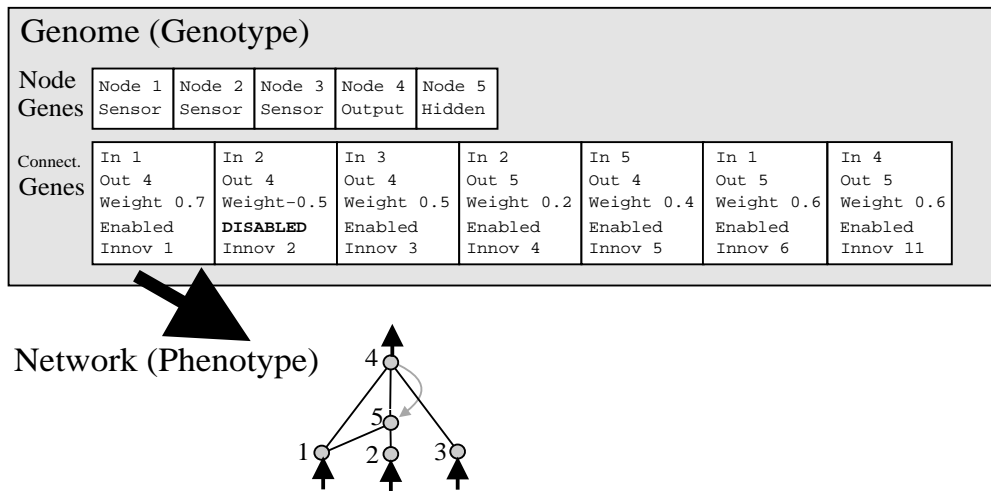 Genome (Genotype)
Node Genes
Node 1 Node 2 Node 3 Node 4 Node 5
Sensor Sensor Sensor Output Hidden
Connect. Genes
In 1 In 2 In 3 In 2 In 5 In 1 In 4
Out 4 Out 4 Out 4 Out 5 Out 4 Out 5 Out 5
Weight 0.7 Weight-0.5 Weight 0.5 Weight 0.2 Weight 0.4 Weight 0.6 Weight 0.6
Enabled DISABLED Enabled Enabled Enabled Enabled Enabled
Innov 1 Innov 2 Innov 3 Innov 4 Innov 5 Innov 6 Innov 11
Network (Phenotype)
4
5
1 2 3